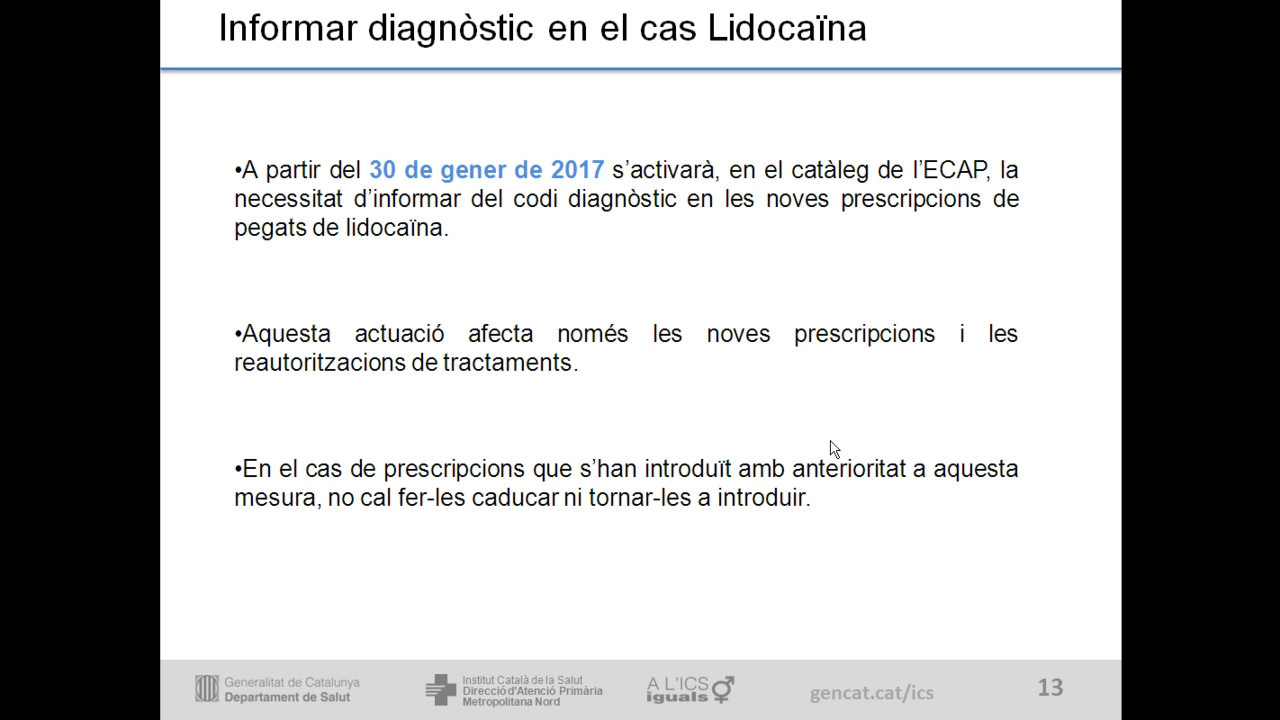 Informar diagnòstic en el cas Lidocaïna
•A partir del 30 de gener de 2017 s’activarà, en el catàleg de l’ECAP, la
necessitat d’informar del codi diagnòstic en les noves prescripcions de
pegats de lidocaïna.
•Aquesta actuació afecta només les noves prescripcions i les
reautoritzacions de tractaments.
•En el cas de prescripcions que s’han introduït amb anterioritat a aquesta
mesura, no cal fer-les caducar ni tornar-les a introduir.
Generalitat de Catalunya
Departament de Salut
Institut Català de la Salut
Direcció d’Atenció Primària
Metropolitana Nord
A L’ICS
iguals
gencat.cat/ics
13